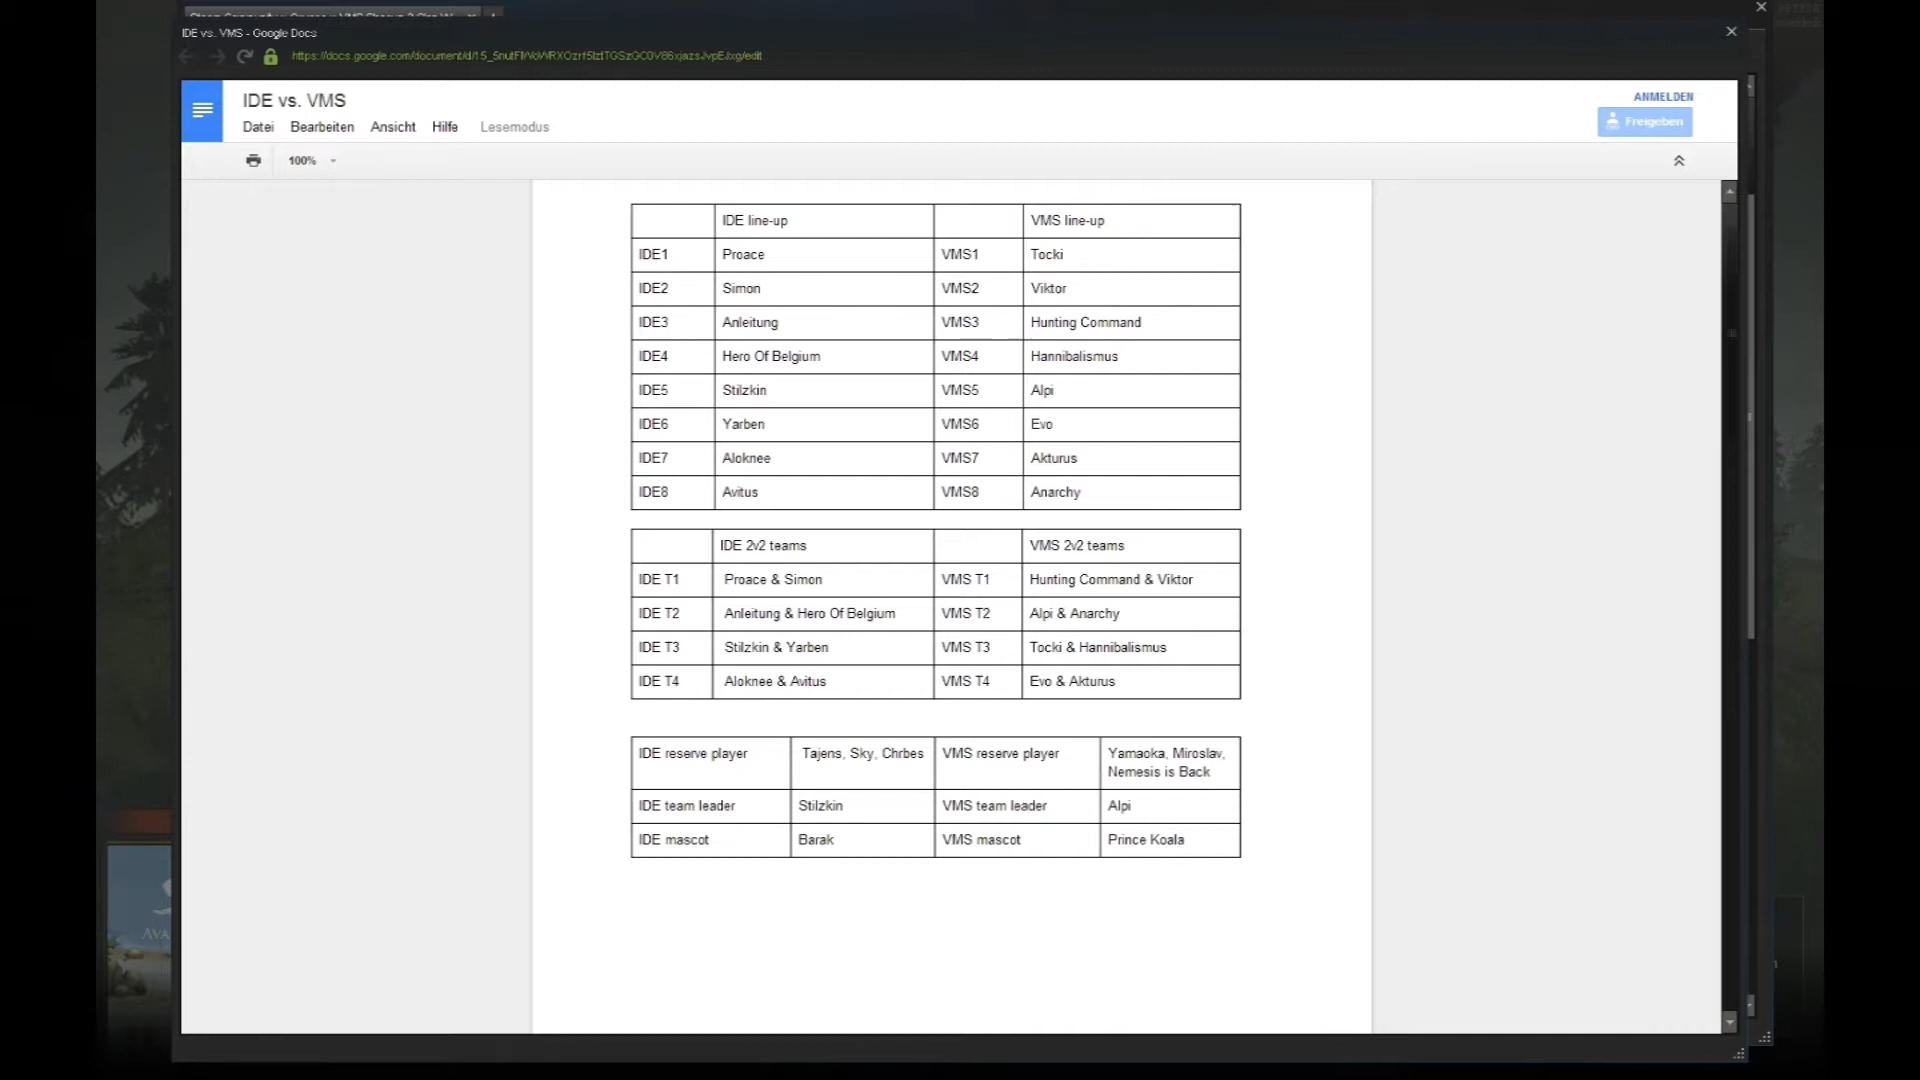 IDE vs. VMS - Google Docs
IDE vs. VMS
ANMELDEN
Datei Bearbeiten Ansicht Hilfe Lesemodus
Freigeben
100%
IDE line-up VMS line-up
IDE1 Proace VMS1 Tocki
IDE2 Simon VMS2 Viktor
IDE3 Anleitung VMS3 Hunting Command
IDE4 Hero Of Belgium VMS4 Hannibalismus
IDE5 Stilzkin VMS5 Alpi
IDE6 Yarben VMS6 Evo
IDE7 Aloknee VMS7 Akturus
IDE8 Avitus VMS8 Anarchy
IDE 2v2 teams VMS 2v2 teams
IDE T1 Proace & Simon VMS T1 Hunting Command & Viktor
IDE T2 Anleitung & Hero Of Belgium VMS T2 Alpi & Anarchy
IDE T3 Stilzkin & Yarben VMS T3 Tocki & Hannibalismus
IDE T4 Aloknee & Avitus VMS T4 Evo & Akturus
IDE reserve player Tajens, Sky, Chrbes VMS reserve player Yamaoka, Miroslav,
Nemesis is Back
IDE team leader Stilzkin VMS team leader Alpi
IDE mascot Barak VMS mascot Prince Koala
AVA